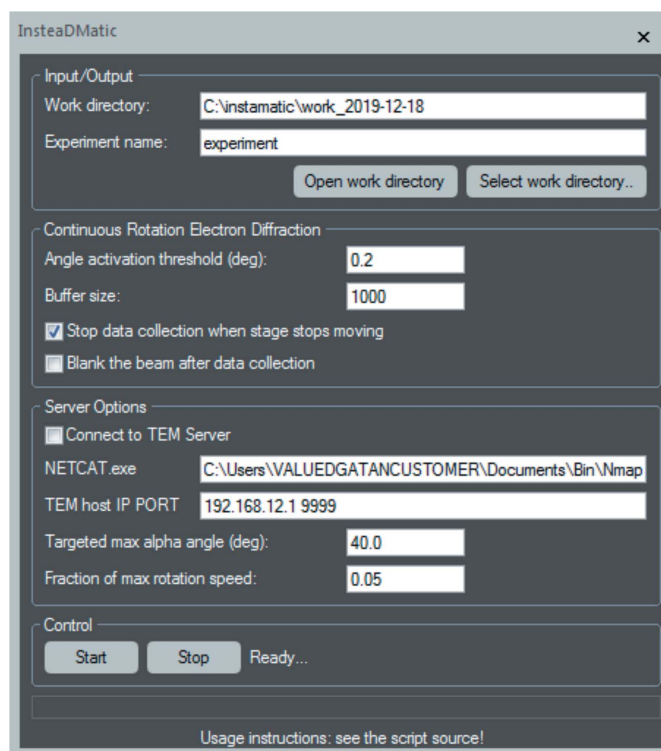 InsteaDMatic
Input/Output
Work directory: C:\instamatic\work_2019-12-18
Experiment name: experiment
Open work directory Select work directory..
Continuous Rotation Electron Diffraction
Angle activation threshold (deg): 0.2
Buffer size: 1000
Stop data collection when stage stops moving
Blank the beam after data collection
Server Options
Connect to TEM Server
NETCAT.exe C:\Users\VALUEDGATANCUSTOMER\Documents\Bin\Nmap
TEM host IP PORT 192.168.12.1 9999
Targeted max alpha angle (deg): 40.0
Fraction of max rotation speed: 0.05
Control
Start Stop Ready...
Usage instructions: see the script source!